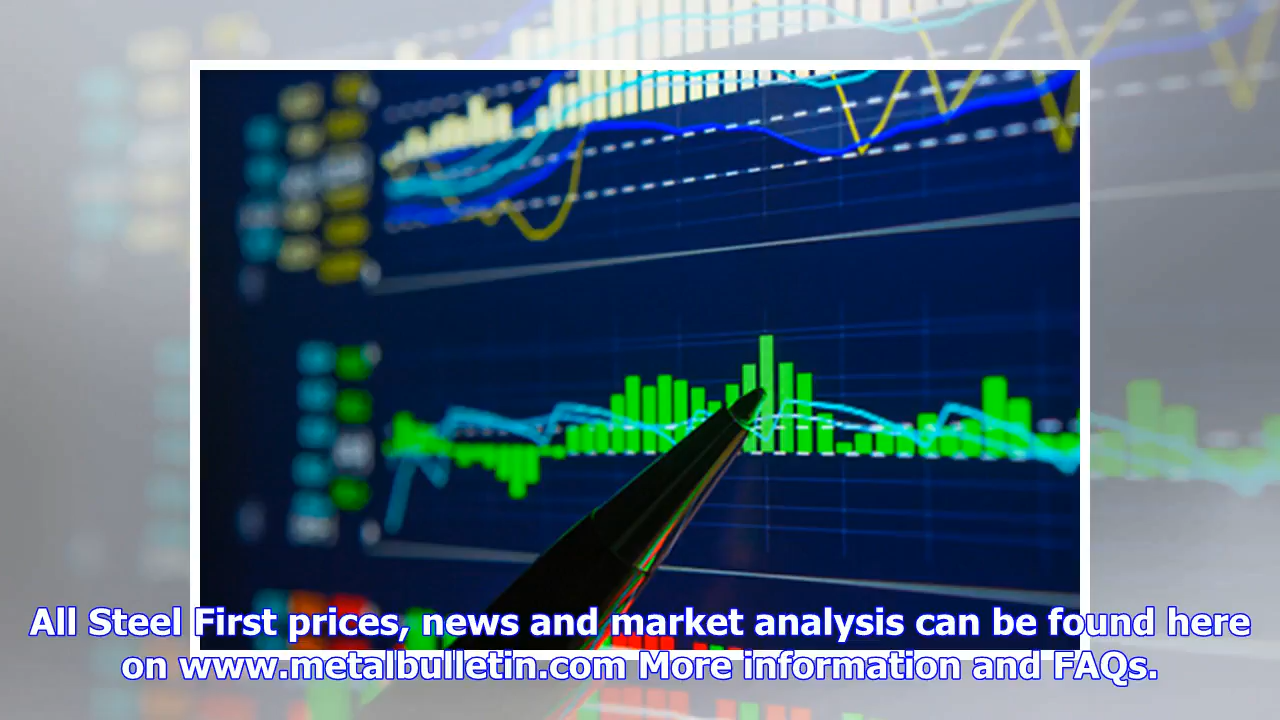 All Steel First prices, news and market analysis can be found here
on www.metalbulletin.com More information and FAQs.